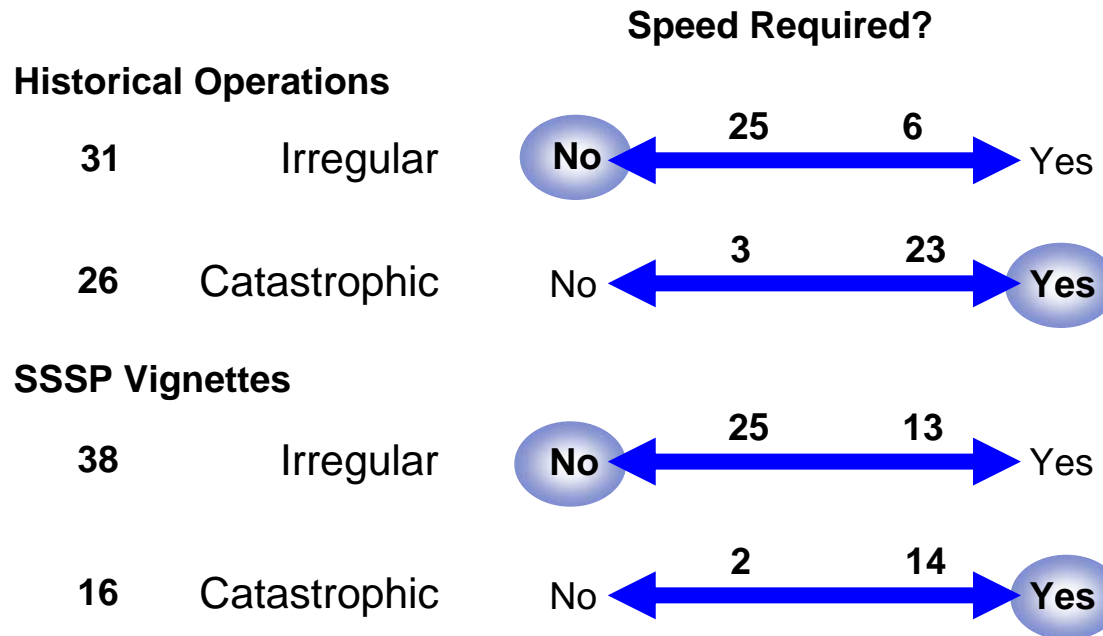 Speed Required?
Historical Operations
25 6
31 Irregular No Yes
3 23
26 Catastrophic No Yes
SSSP Vignettes
25 13
38 Irregular No Yes
2 14
16 Catastrophic No Yes